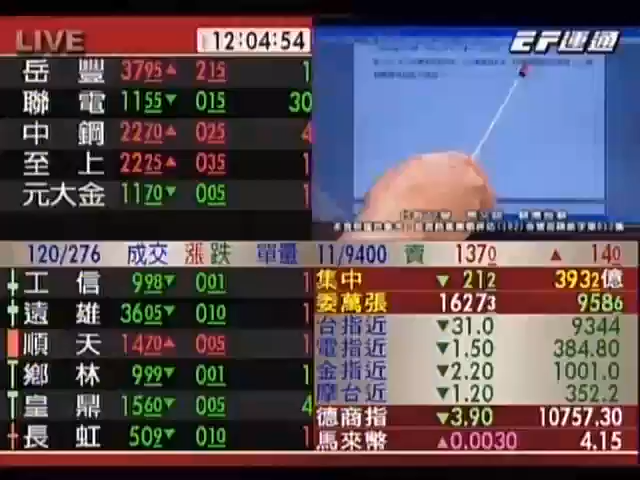 LIVE
12:04:54
EF運通
岳豐 3795▲ 215 1
聯電 1155▼ 015 30
中鋼 2270▲ 025 4
至上 2225▲ 035 1
元大金 1170▼ 005 1
120/276 成交 漲跌 單量
工信 998▼ 001 1
遠雄 3605▼ 010 1
順天 1470▲ 005 1
鄉林 999▼ 001 1
皇鼎 1560▼ 005 4
長虹 509▼ 010 1
11/9400 賣 1370 ▲ 140
集中 ▼ 212 3932億
委萬張 16273 9586
台指近 ▼31.0 9344
電指近 ▼1.50 384.80
金指近 ▼2.20 1001.0
摩台近 ▼1.20 352.2
德商指 ▼3.90 10757.30
馬來幣 ▲0.0030 4.15